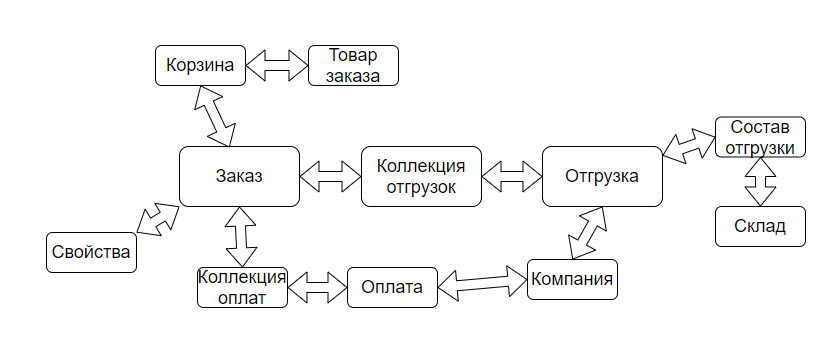 Корзина
Товар
заказа
Состав
отгрузки
Заказ
Коллекция
отгрузок
Отгрузка
Склад
Свойства
Коллекция
оплат
Оплата
Компания